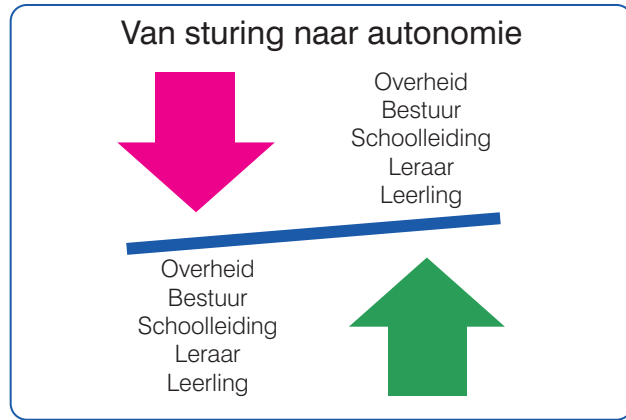 Van sturing naar autonomie
Overheid
Bestuur
Schoolleiding
Leraar
Leerling
Overheid
Bestuur
Schoolleiding
Leraar
Leerling